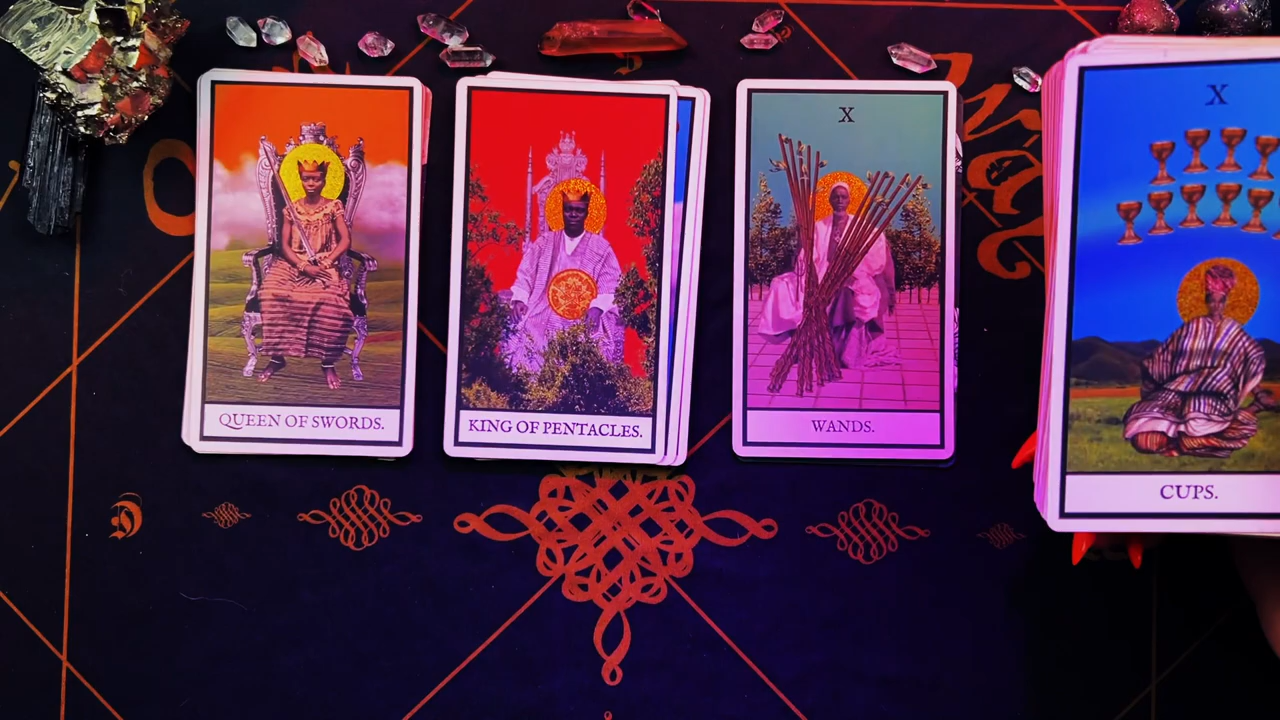 QUEEN OF SWORDS.
KING OF PENTACLES.
X
WANDS.
X
CUPS.